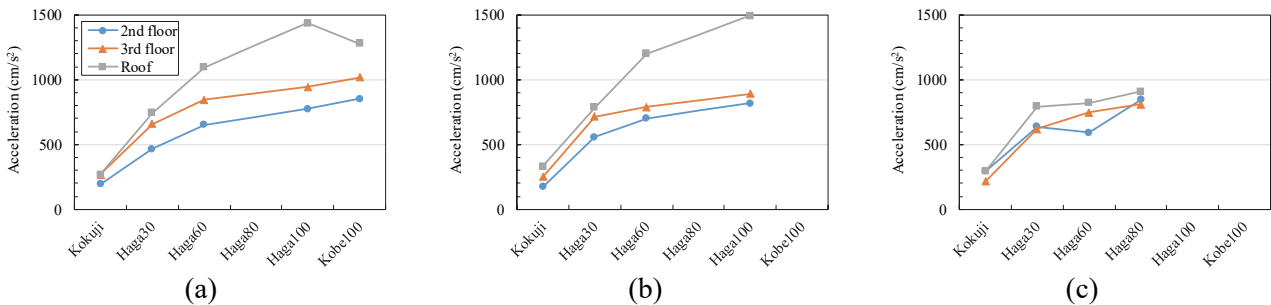 1500
1000
500
0
Acceleration (cm/s²)
2nd floor
3rd floor
Roof
Kokuji
Haga30
Haga60
Haga80
Haga100
Kobe100
(a)
1500
1000
500
0
Acceleration (cm/s²)
Kokuji
Haga30
Haga60
Haga80
Haga100
Kobe100
(b)
1500
1000
500
0
Acceleration (cm/s²)
Kokuji
Haga30
Haga60
Haga80
Haga100
Kobe100
(c)